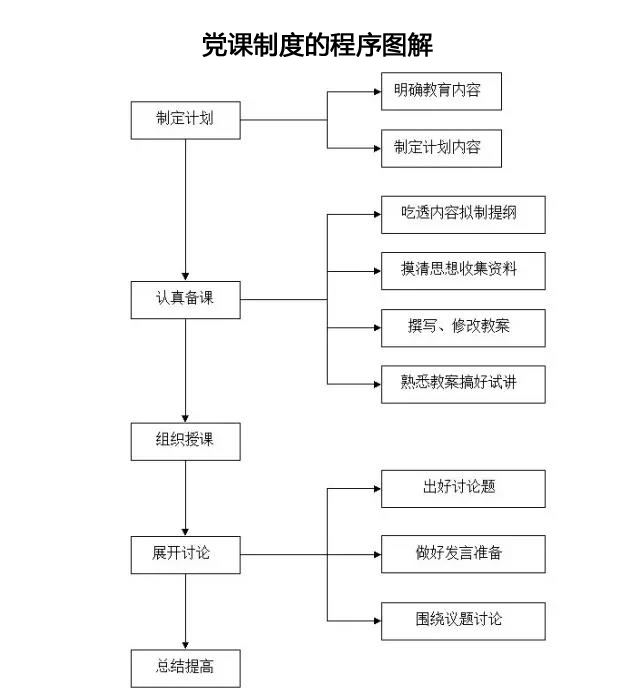 党课制度的程序图解
制定计划
明确教育内容
制定计划内容
认真备课
吃透内容拟制提纲
摸清思想收集资料
撰写、修改教案
熟悉教案搞好试讲
组织授课
展开讨论
出好讨论题
做好发言准备
围绕议题讨论
总结提高